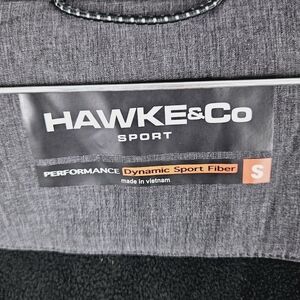 HAWKE&Co
SPORT
PERFORMANCE Dynamic Sport Fiber S
made in vietnam